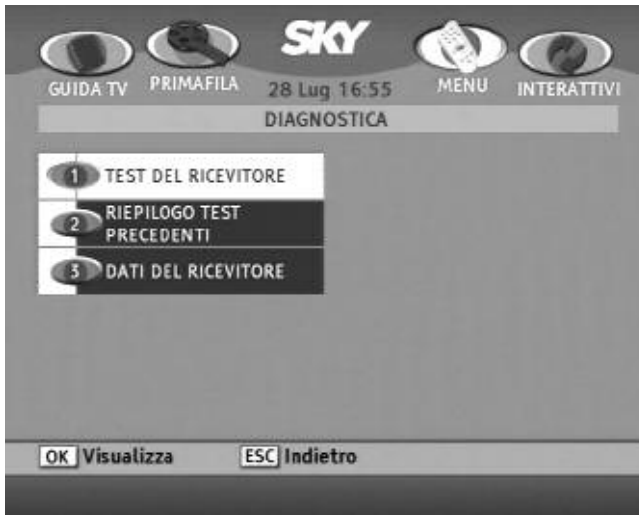 SKY
GUIDA TV PRIMAFILA 28 Lug 16:55 MENU INTERATTIVI
DIAGNOSTICA
1 TEST DEL RICEVITORE
2 RIEPILOGO TEST
PRECEDENTI
3 DATI DEL RICEVITORE
OK Visualizza ESC Indietro